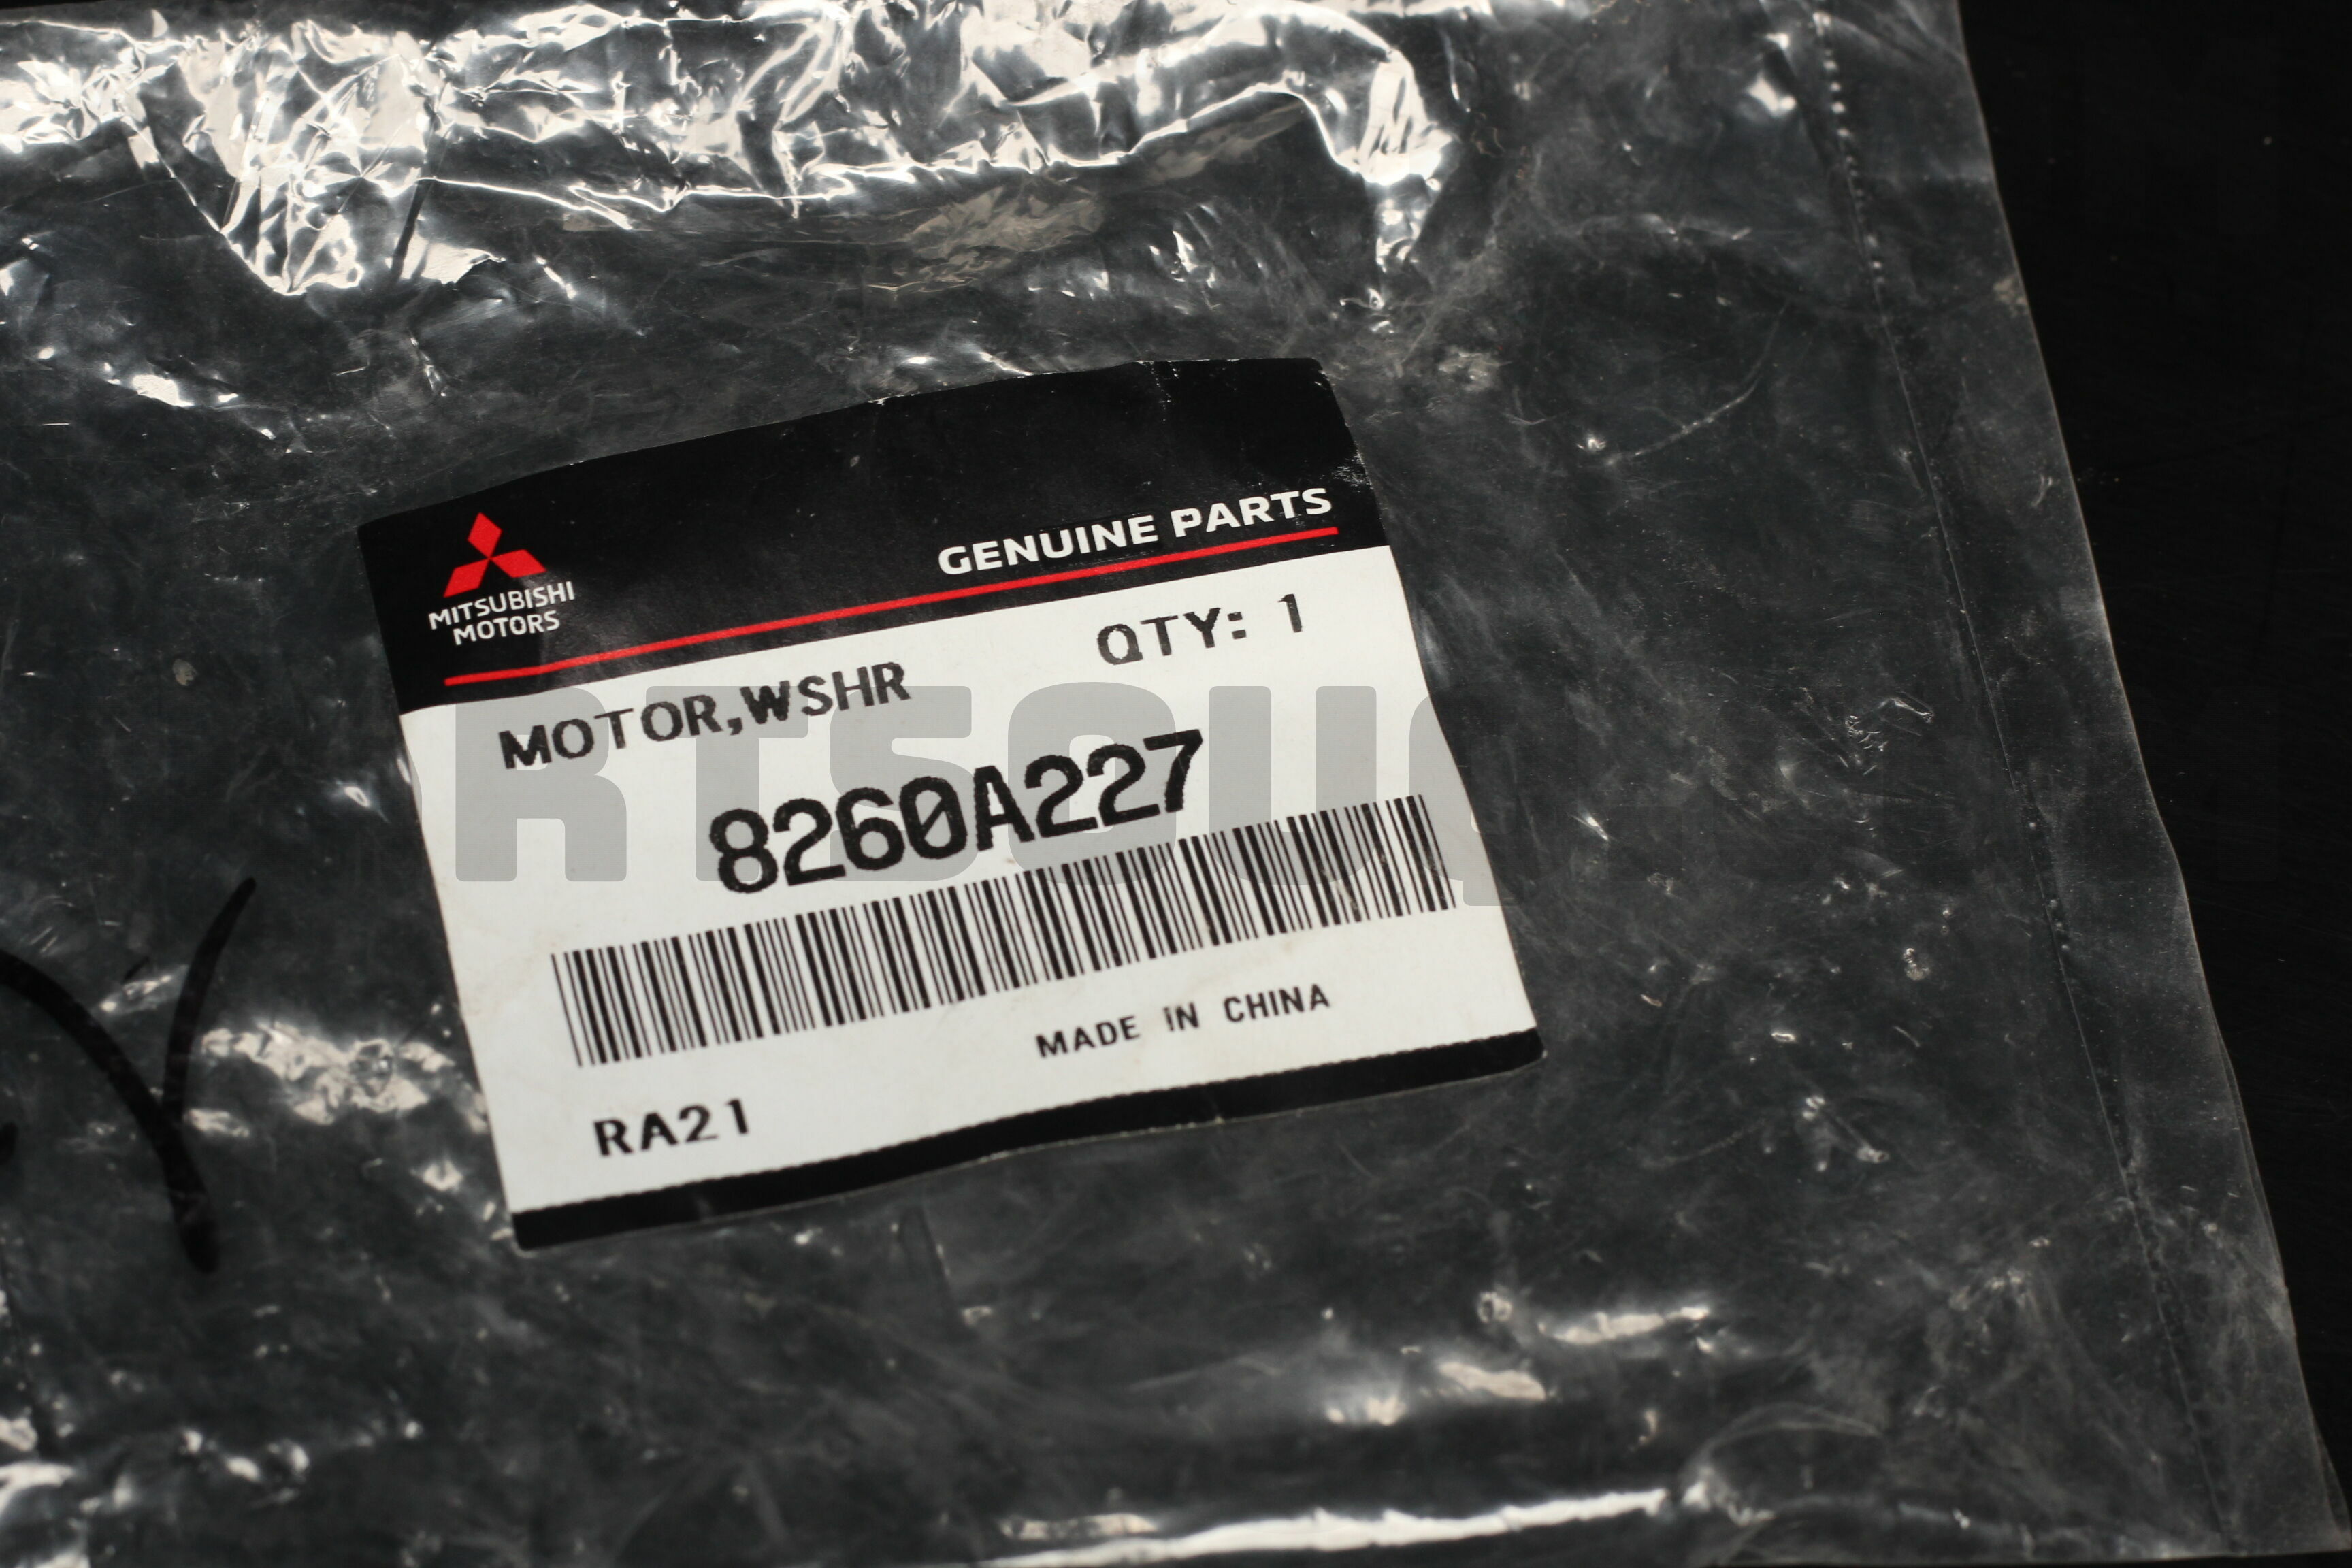 MITSUBISHI
MOTORS
GENUINE PARTS
MOTOR,WSHR
QTY: 1
8260A227
MADE IN CHINA
RA21